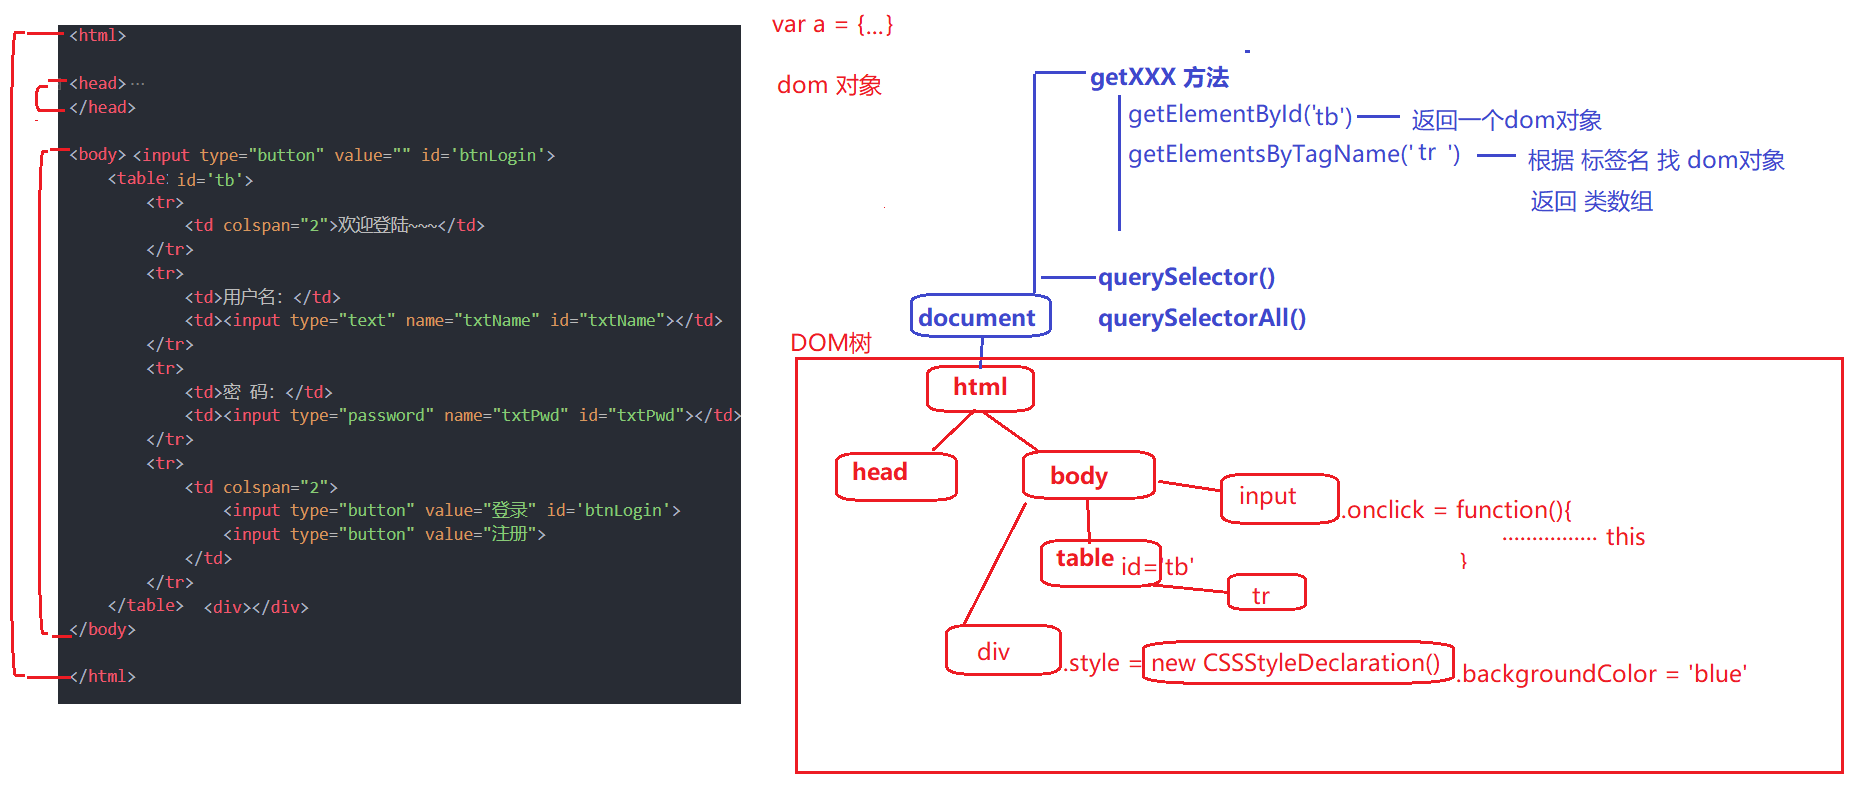 <html>
<head> ...
</head>
<body> <input type="button" value="" id='btnLogin'>
<table id='tb'>
<tr>
<td colspan="2">欢迎登陆~~~</td>
</tr>
<tr>
<td>用户名: </td>
<td><input type="text" name="txtName" id="txtName"></td>
</tr>
<tr>
<td>密 码: </td>
<td><input type="password" name="txtPwd" id="txtPwd"></td>
</tr>
<tr>
<td colspan="2">
<input type="button" value="登录" id='btnLogin'>
<input type="button" value="注册">
</td>
</tr>
</table> <div></div>
</body>
</html>
var a = {...}
dom 对象
getXXX 方法
getElementById('tb') 返回一个dom对象
getElementsByTagName(' tr ') 根据 标签名 找 dom对象
返回 类数组
querySelector()
document querySelectorAll()
DOM树
html
head
body
input .onclick = function(){
................ this
}
table id='tb'
tr
div .style = new CSSStyleDeclaration() .backgroundColor = 'blue'